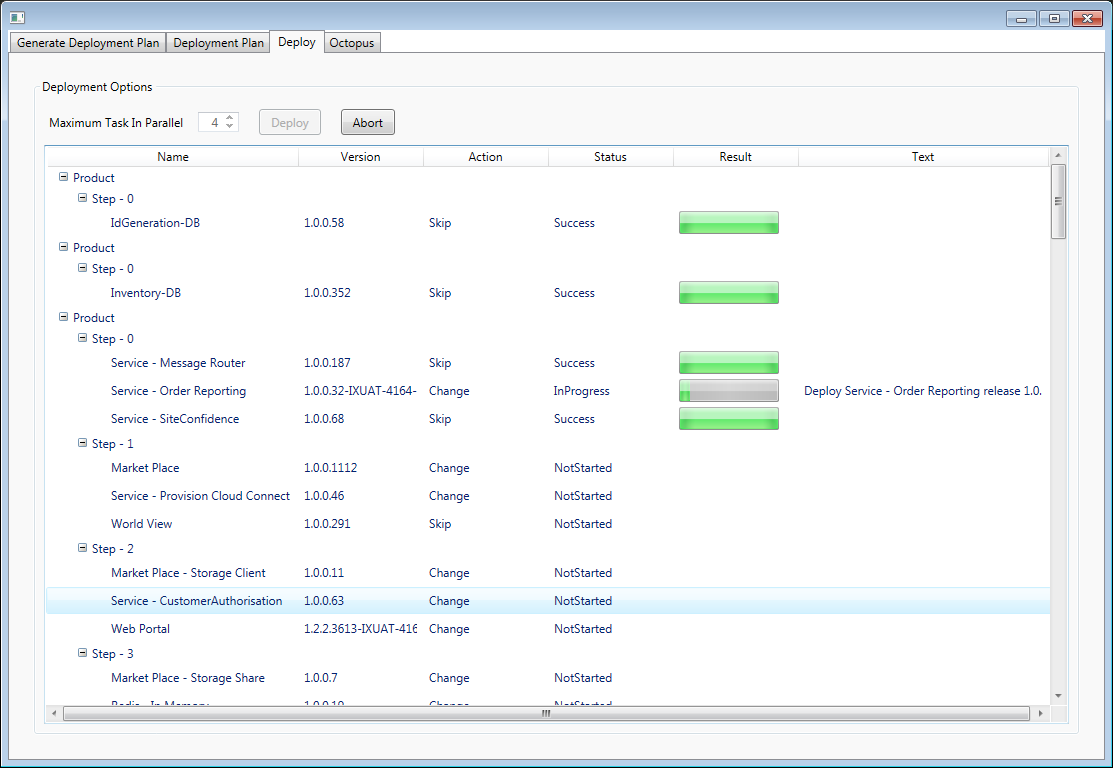 Generate Deployment Plan Deployment Plan Deploy Octopus
Deployment Options
Maximum Task In Parallel 4 Deploy Abort
Name Version Action Status Result Text
Product
Step - 0
IdGeneration-DB 1.0.0.58 Skip Success
Product
Step - 0
Inventory-DB 1.0.0.352 Skip Success
Product
Step - 0
Service - Message Router 1.0.0.187 Skip Success
Service - Order Reporting 1.0.0.32-IXUAT-4164- Change InProgress Deploy Service - Order Reporting release 1.0.
Service - SiteConfidence 1.0.0.68 Skip Success
Step - 1
Market Place 1.0.0.1112 Change NotStarted
Service - Provision Cloud Connect 1.0.0.46 Change NotStarted
World View 1.0.0.291 Skip NotStarted
Step - 2
Market Place - Storage Client 1.0.0.11 Change NotStarted
Service - CustomerAuthorisation 1.0.0.63 Change NotStarted
Web Portal 1.2.2.3613-IXUAT-416 Change NotStarted
Step - 3
Market Place - Storage Share 1.0.0.7 Change NotStarted
In Memory Change NotStarted